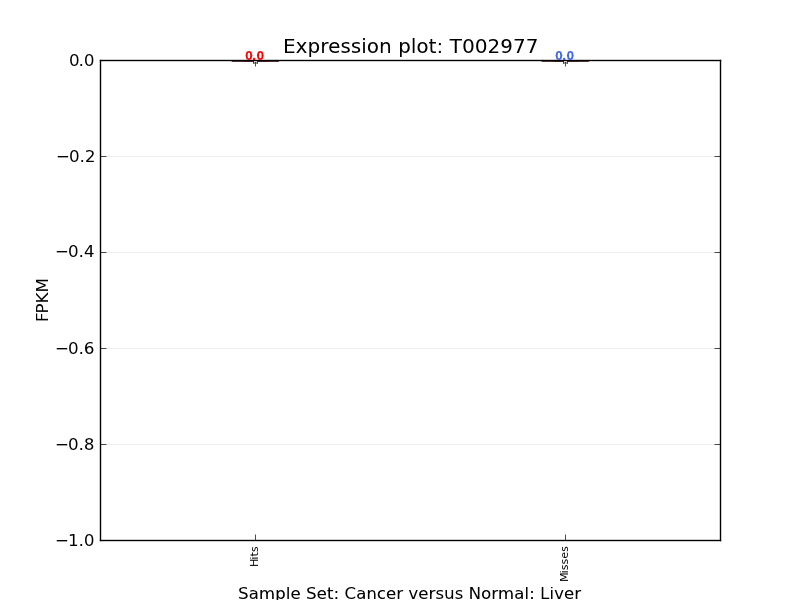 Expression plot: T002977
0.0
0.0
0.0
−0.2
−0.4
−0.6
−0.8
−1.0
FPKM
Hits
Misses
Sample Set: Cancer versus Normal: Liver